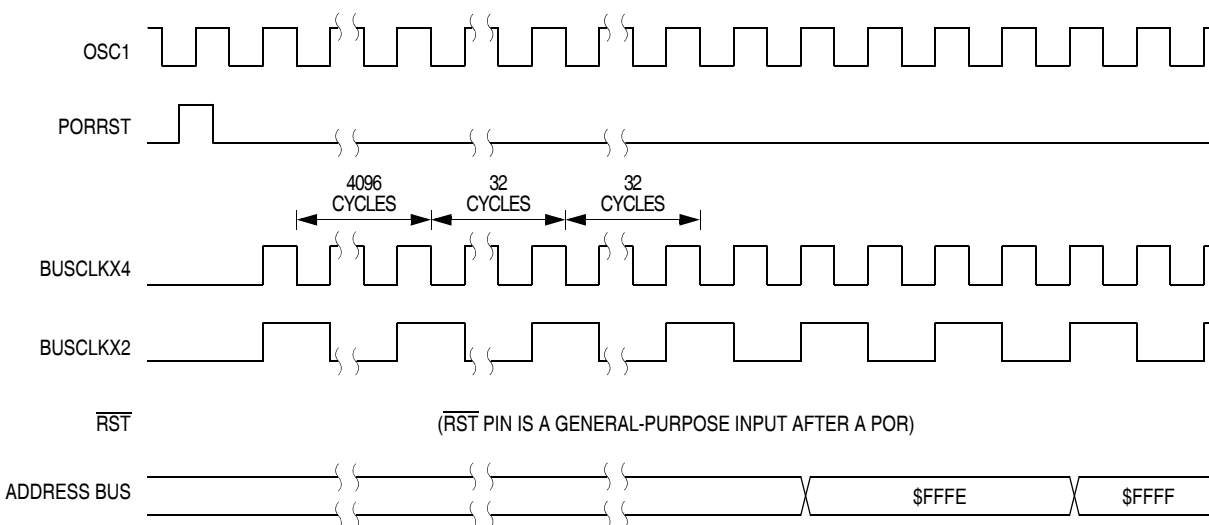 OSC1
PORRST
4096
CYCLES
32
CYCLES
32
CYCLES
BUSCLKX4
BUSCLKX2
RST
(RST PIN IS A GENERAL-PURPOSE INPUT AFTER A POR)
ADDRESS BUS
$FFFE
$FFFF